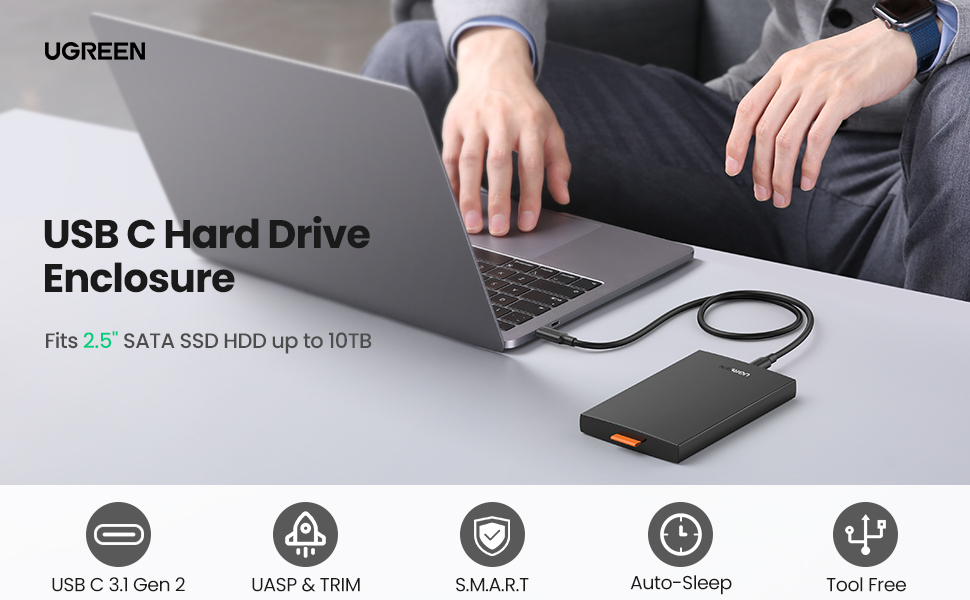 UGREEN
USB C Hard Drive
Enclosure
Fits 2.5" SATA SSD HDD up to 10TB
UGREEN
USB C 3.1 Gen 2
UASP & TRIM
S.M.A.R.T
Auto-Sleep
Tool Free